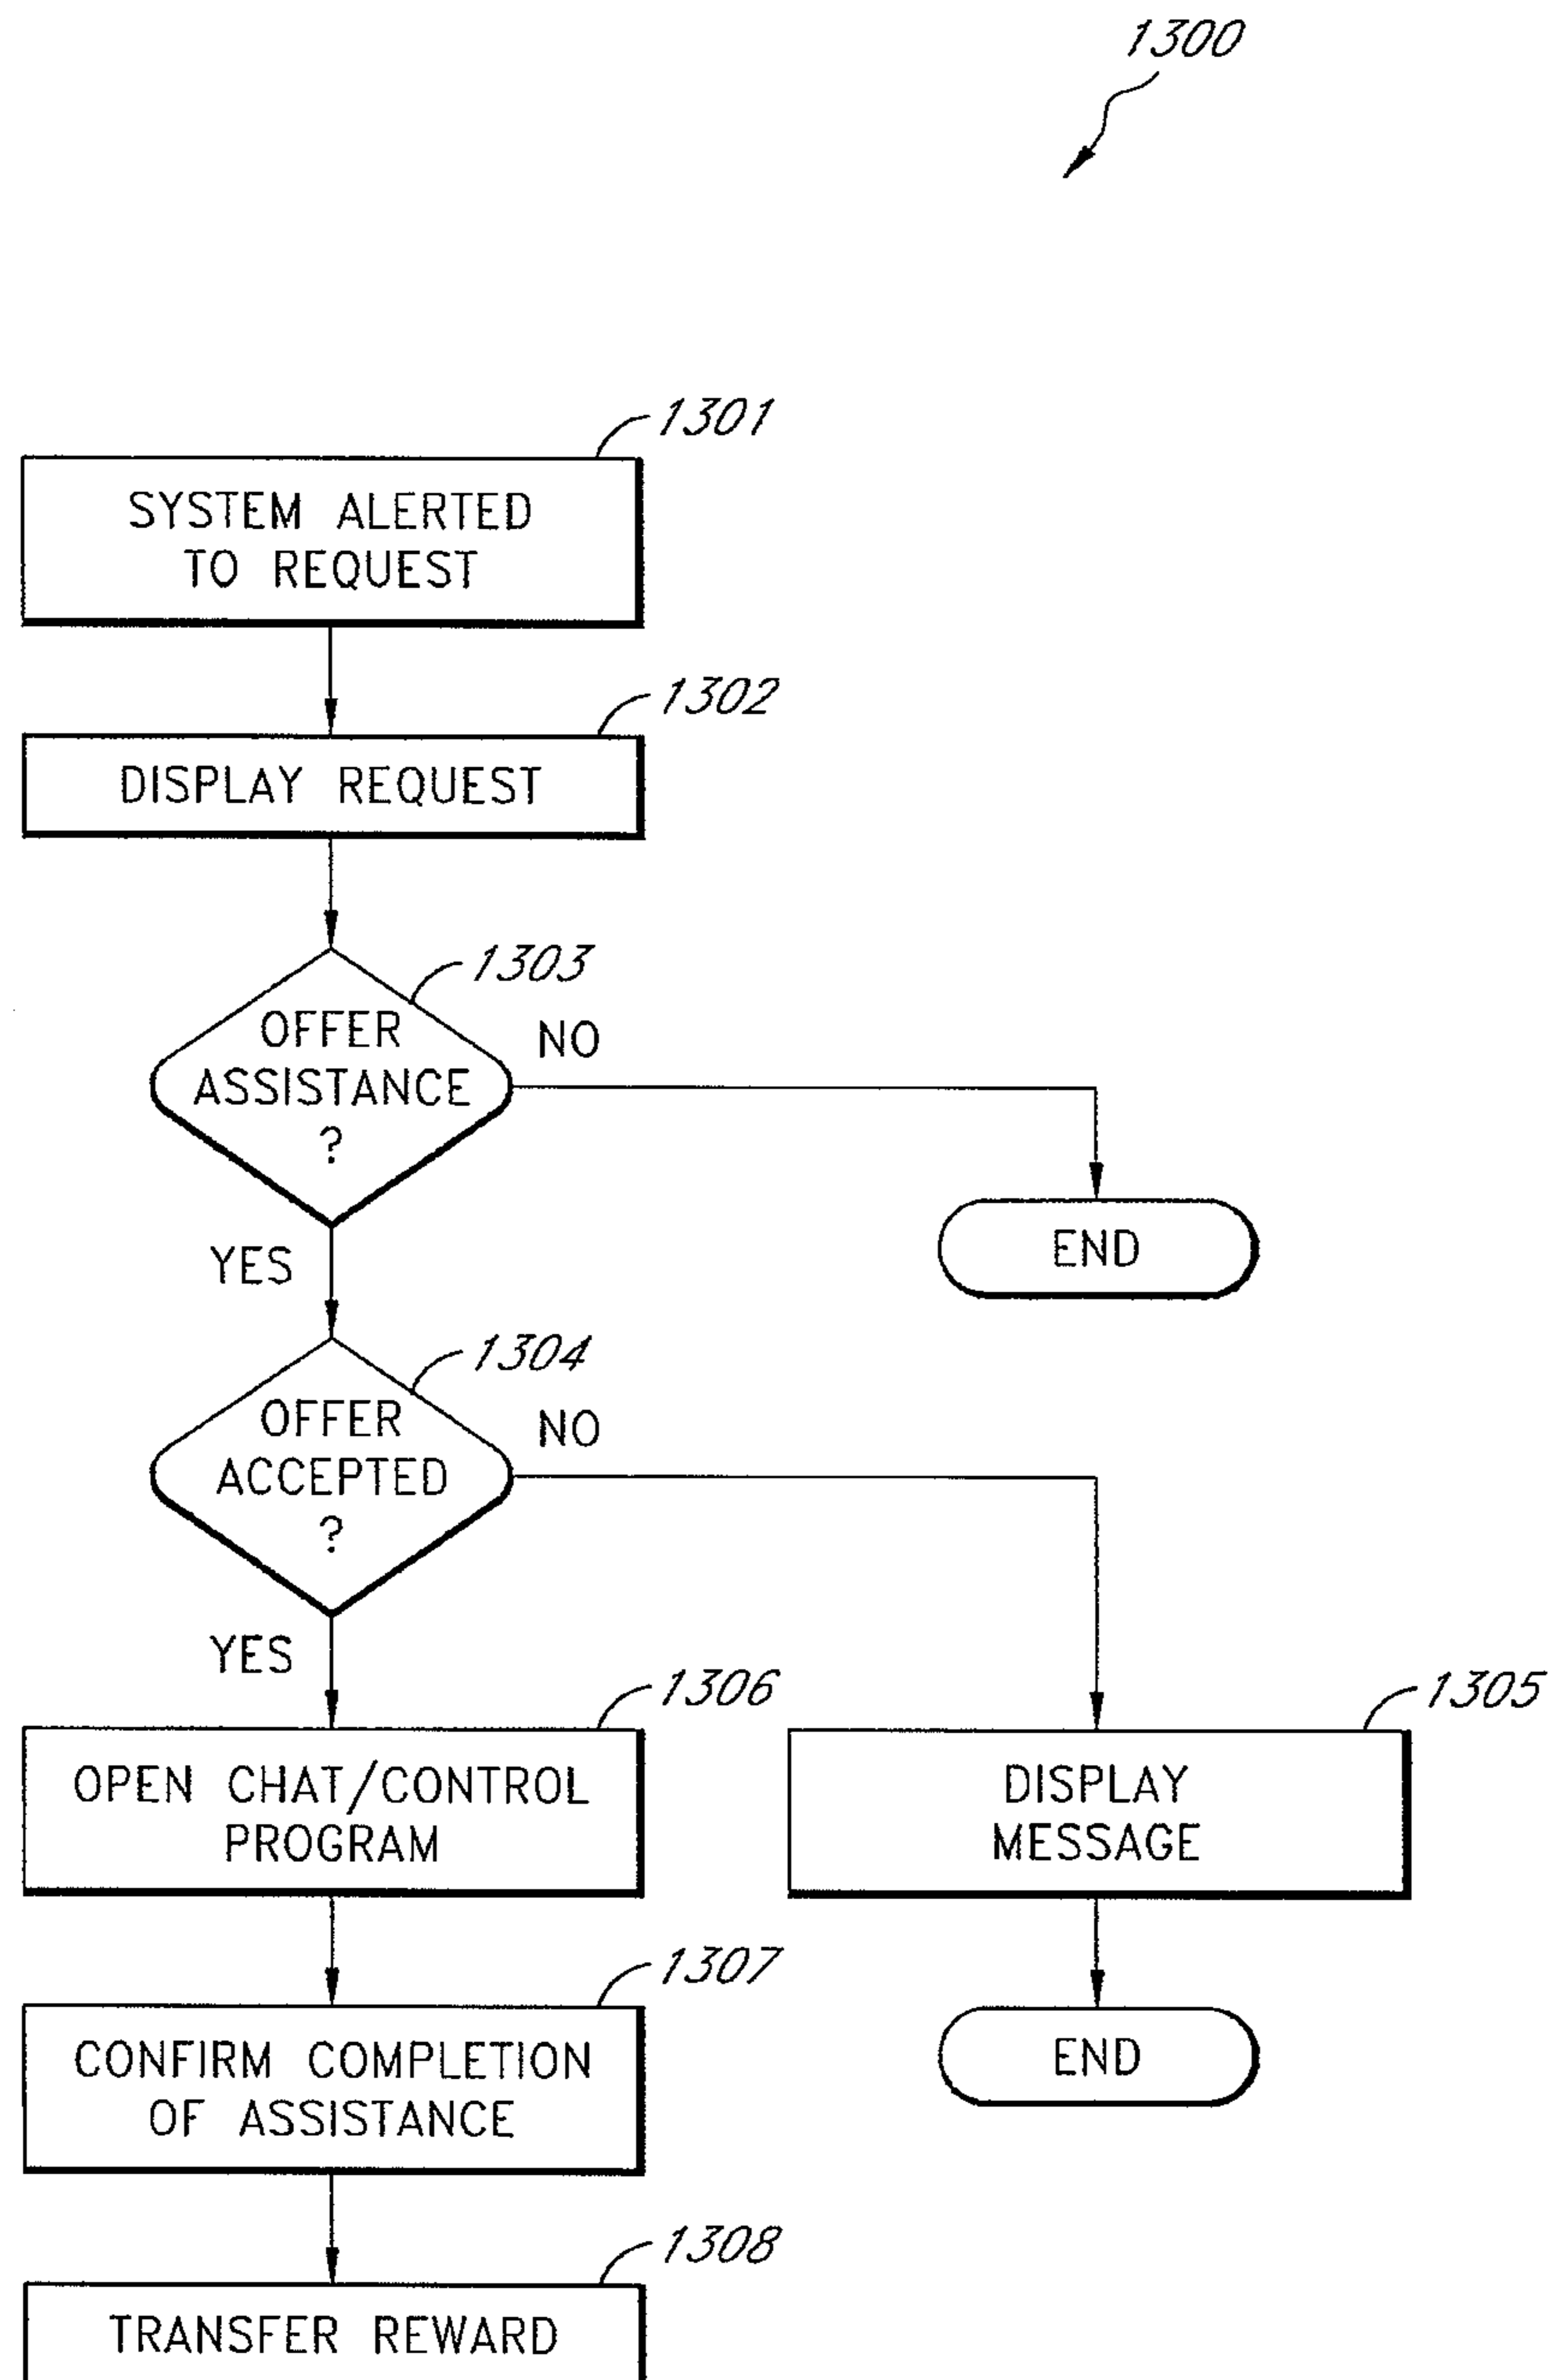 1300
1301
SYSTEM ALERTED
TO REQUEST
1302
DISPLAY REQUEST
1303
OFFER
ASSISTANCE
?
NO
END
YES
1304
OFFER
ACCEPTED
?
NO
YES
1306
OPEN CHAT/CONTROL
PROGRAM
1305
DISPLAY
MESSAGE
1307
CONFIRM COMPLETION
OF ASSISTANCE
END
1308
TRANSFER REWARD